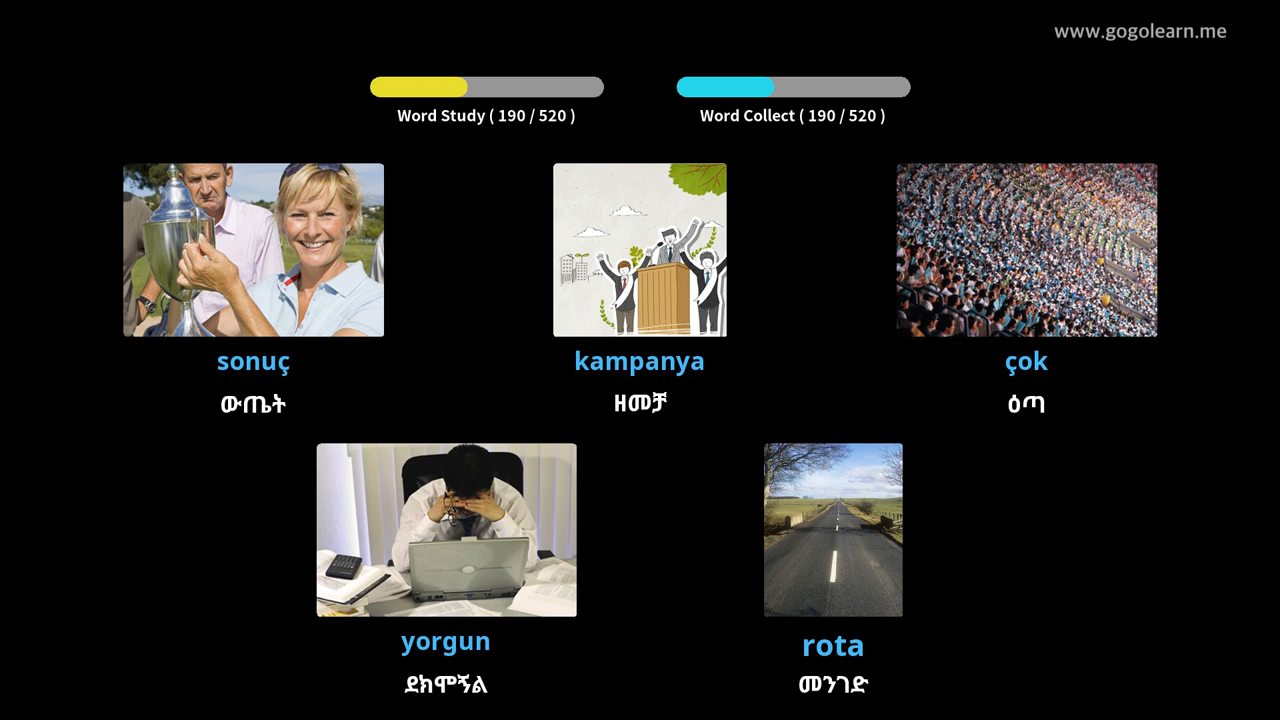 www.gogolearn.me
Word Study ( 190 / 520 )
Word Collect ( 190 / 520 )
sonuç
ውጤት
kampanya
ዘመቻ
çok
ዕጣ
yorgun
ደክሞኝል
rota
መንገድ